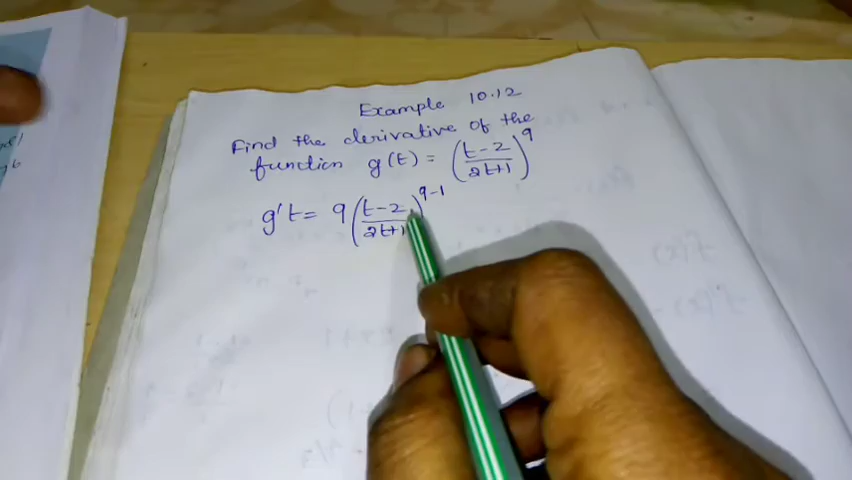 Example 10.12
Find the derivative of the
function g(t) = ((t-2)/(2t+1))^9
g't = 9((t-2)/(2t+1))^9-1